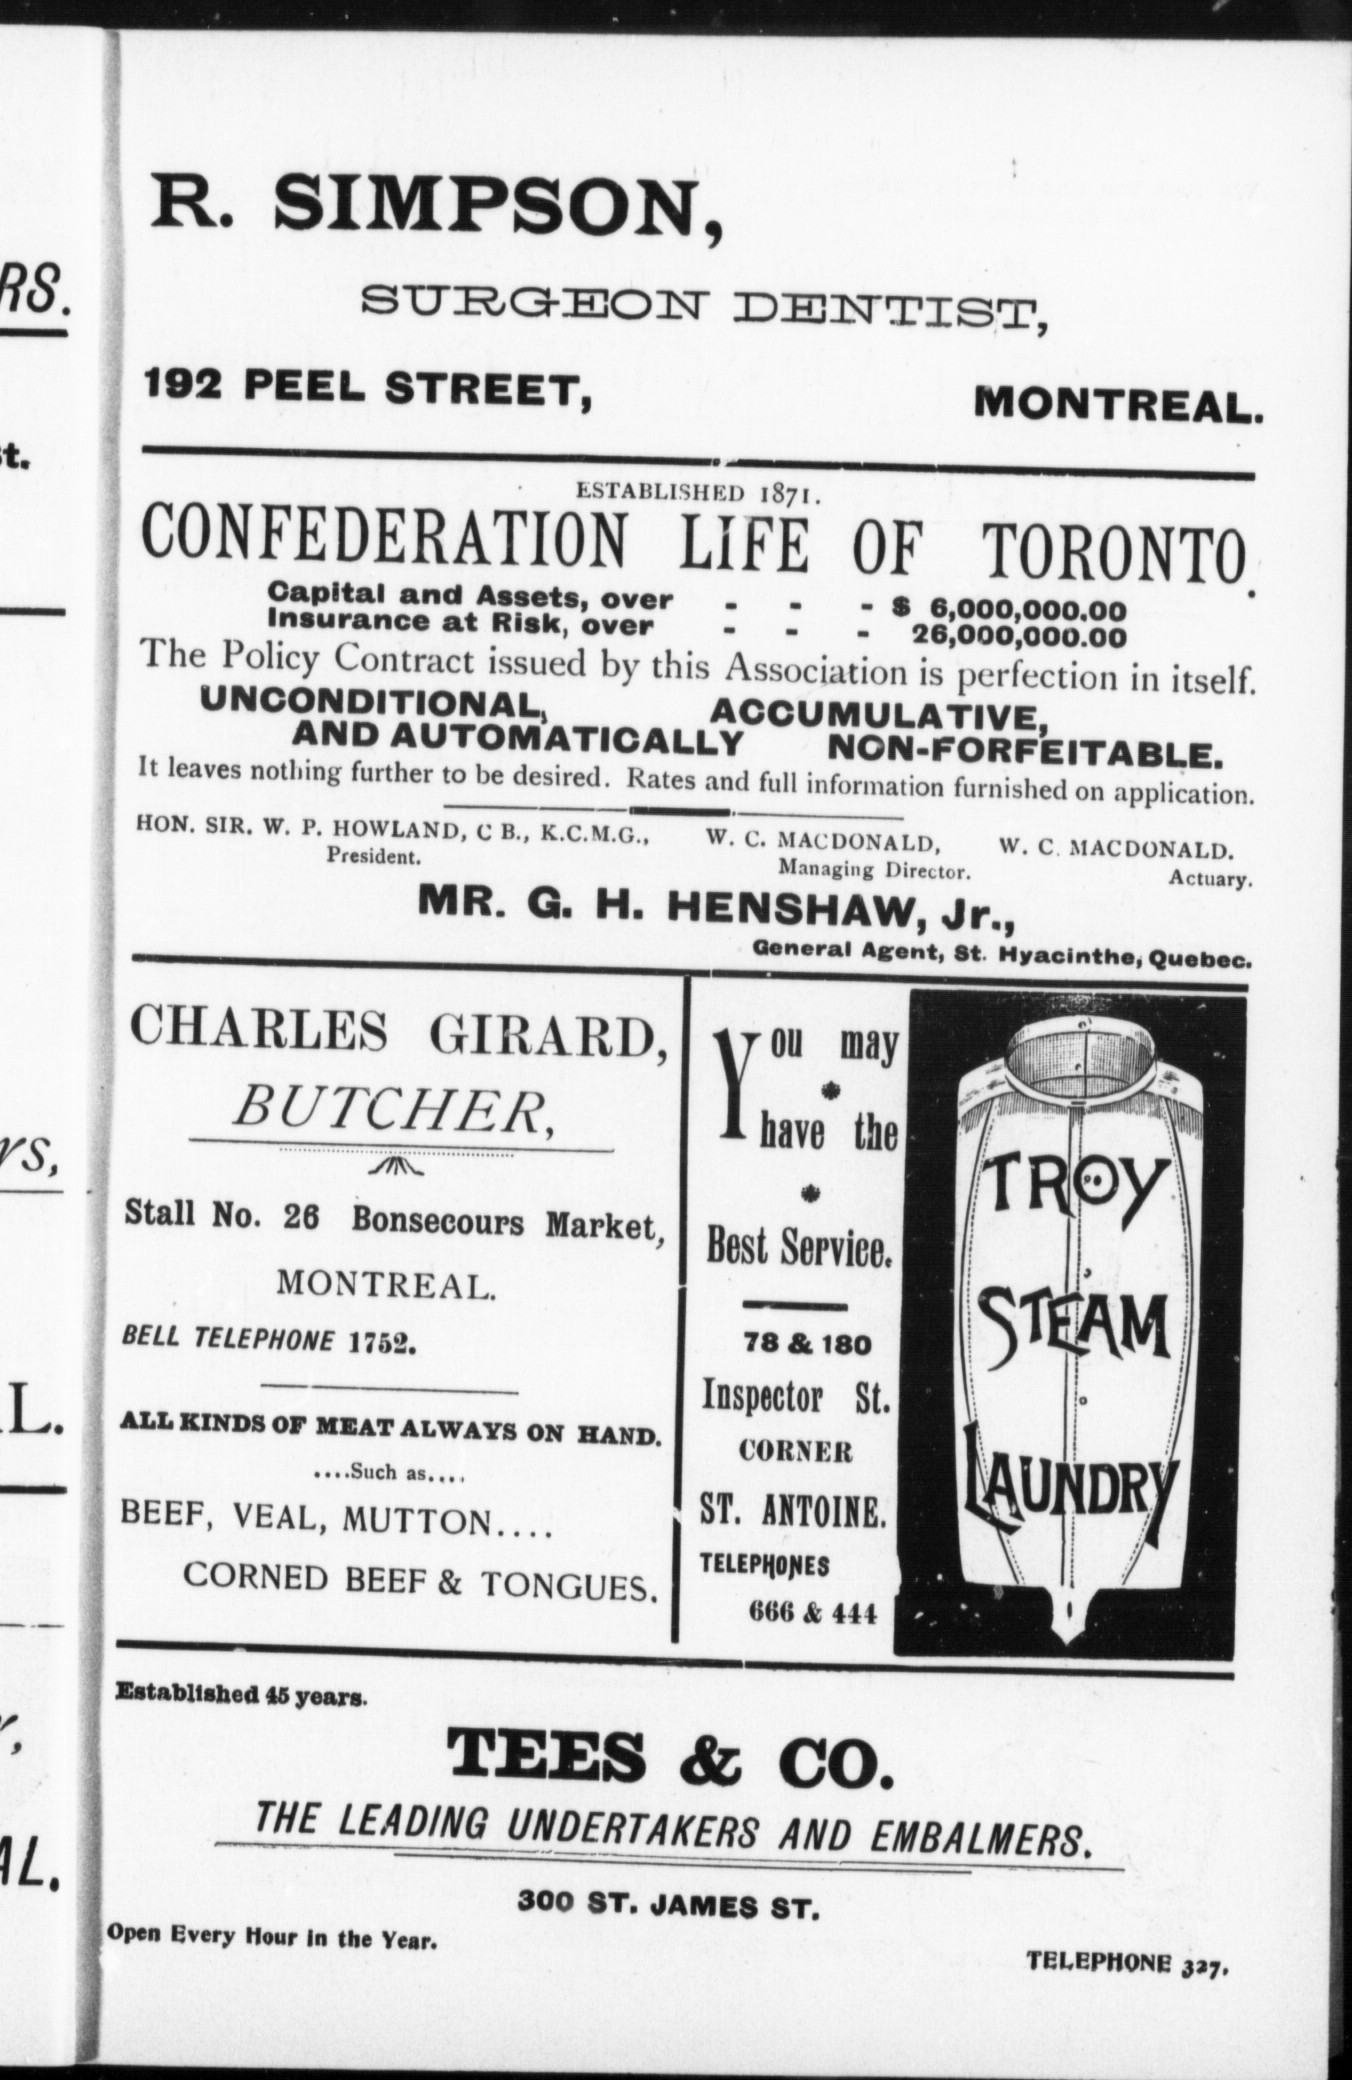 R. SIMPSON,
SURGEON DENTIST,
192 PEEL STREET, MONTREAL.
ESTABLISHED 1871.
CONFEDERATION LIFE OF TORONTO.
Capital and Assets, over - - - $ 6,000,000.00
Insurance at Risk, over - - - 26,000,000.00
The Policy Contract issued by this Association is perfection in itself.
UNCONDITIONAL, ACCUMULATIVE,
AND AUTOMATICALLY NON-FORFEITABLE.
It leaves nothing further to be desired. Rates and full information furnished on application.
HON. SIR. W. P. HOWLAND, C B., K.C.M.G., W. C. MACDONALD, W. C. MACDONALD.
President. Managing Director. Actuary.
MR. G. H. HENSHAW, Jr.,
General Agent, St. Hyacinthe, Quebec.
CHARLES GIRARD,
BUTCHER,
Stall No. 26 Bonsecours Market,
MONTREAL.
BELL TELEPHONE 1752.
ALL KINDS OF MEAT ALWAYS ON HAND.
....Such as....
BEEF, VEAL, MUTTON....
CORNED BEEF & TONGUES.
You may
have the
Best Service.
78 & 180
Inspector St.
CORNER
ST. ANTOINE.
TELEPHONES
666 & 444
TROY
STEAM
LAUNDRY
Established 45 years.
TEES & CO.
THE LEADING UNDERTAKERS AND EMBALMERS.
300 ST. JAMES ST.
Open Every Hour in the Year.
TELEPHONE 327.